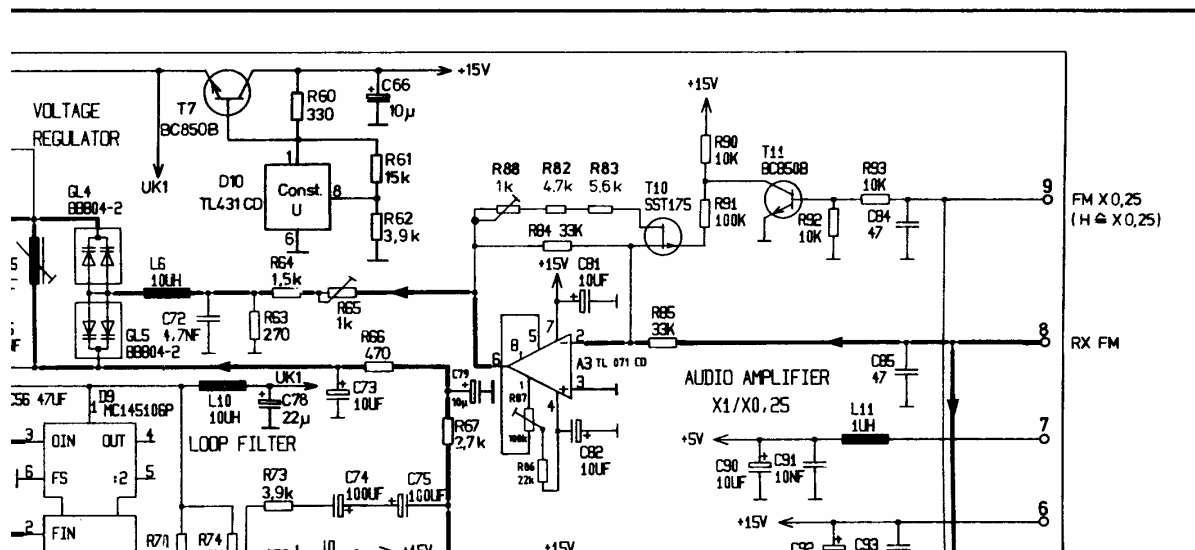 +15V
C66
10µ
+
R60
330
T7
BC850B
VOLTAGE
REGULATOR
UK1
D10
TL431 CD
Const.
U
1
8
6
R61
15k
R62
3,9k
GL4
BBB04-2
L6
10UH
R64
1,5k
R65
1k
C72
4.7NF
R63
270
GL5
BBB04-2
R66
470
R88
1k
R82
4.7k
R83
5,6k
T10
SST175
R84 33K
+15V
R90
10K
R91
100K
T11
BC850B
R92
10K
R93
10K
C84
47
9
FM X 0,25
(H ≙ X 0,25)
+15V
C81
10UF
+
7
5
8
2
6
A3 TL 071 CD
3
1
4
R85
33K
8
RX FM
C85
47
AUDIO AMPLIFIER
X1/X0,25
R87
100k
R86
22k
C82
10UF
+
C79
10µ
+
R67
2,7k
C73
10UF
+
UK1
C78
22µ
+
L10
10UH
LOOP FILTER
C56 47UF
D9
1 MC145106P
3 OIN OUT 4
6 FS :2 5
2 FIN
R73
3,9k
C74
100UF
+
C75
100UF
+
R74
+15V
+15V
L11
1UH
7
+5V
C90
10UF
+
C91
10NF
6
+15V
C92
+
C93